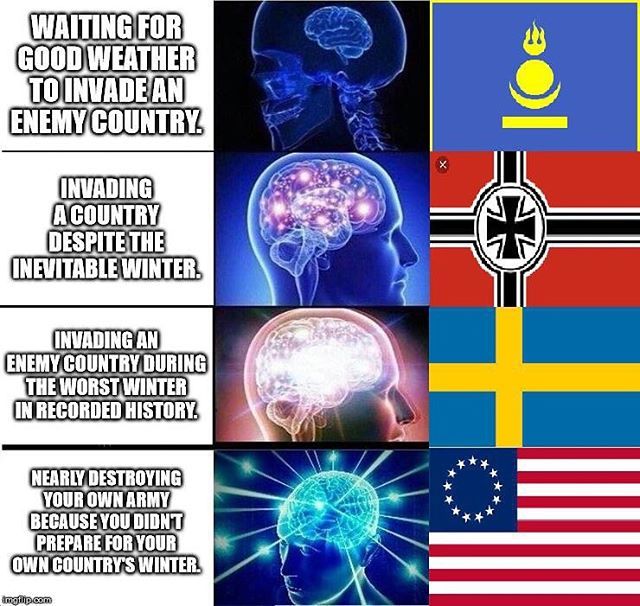 WAITING FOR
GOOD WEATHER
TO INVADE AN
ENEMY COUNTRY.
INVADING
A COUNTRY
DESPITE THE
INEVITABLE WINTER.
INVADING AN
ENEMY COUNTRY DURING
THE WORST WINTER
IN RECORDED HISTORY.
NEARLY DESTROYING
YOUR OWN ARMY
BECAUSE YOU DIDN'T
PREPARE FOR YOUR
OWN COUNTRY'S WINTER.
imgflip.com